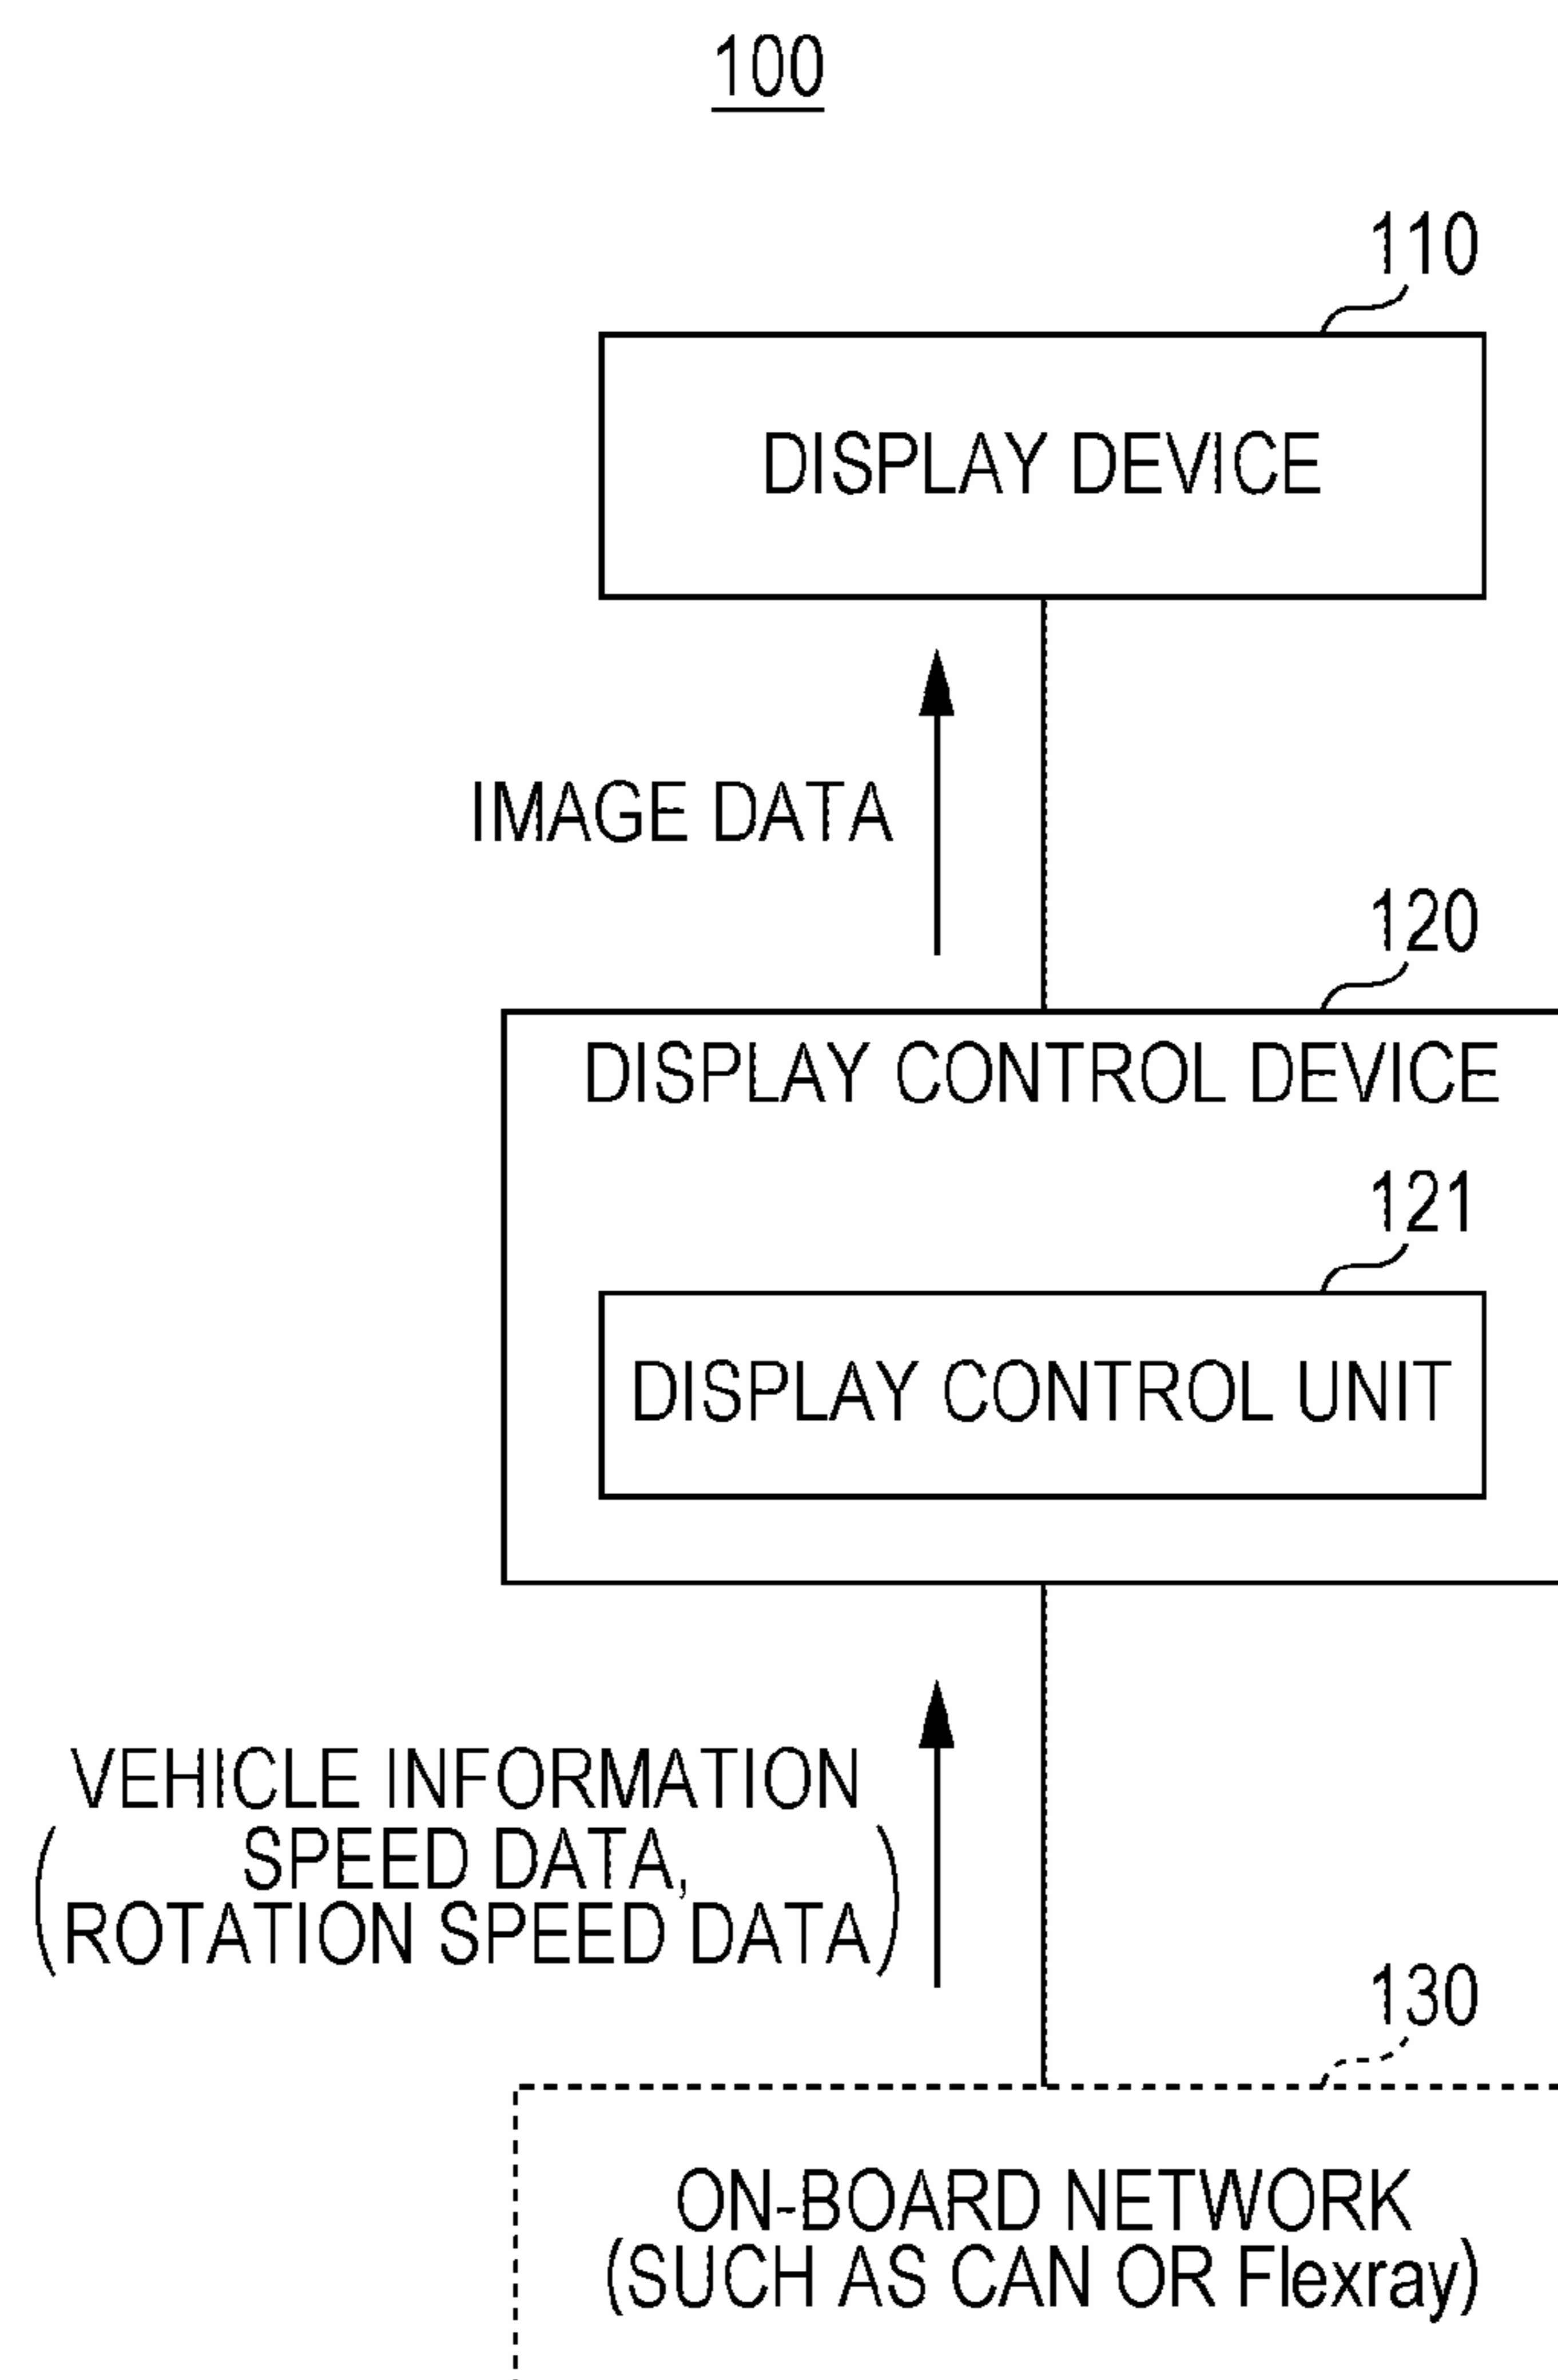 100
110
DISPLAY DEVICE
IMAGE DATA
120
DISPLAY CONTROL DEVICE
121
DISPLAY CONTROL UNIT
VEHICLE INFORMATION
(SPEED DATA,
ROTATION SPEED DATA)
130
ON-BOARD NETWORK
(SUCH AS CAN OR Flexray)